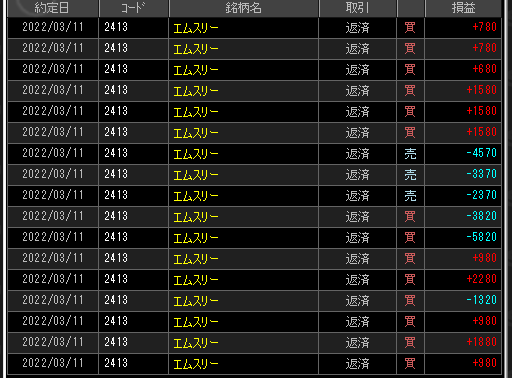 約定日 コード 銘柄名 取引 損益
2022/03/11 2413 エムスリー 返済 買 +780
2022/03/11 2413 エムスリー 返済 買 +780
2022/03/11 2413 エムスリー 返済 買 +680
2022/03/11 2413 エムスリー 返済 買 +1580
2022/03/11 2413 エムスリー 返済 買 +1580
2022/03/11 2413 エムスリー 返済 買 +1580
2022/03/11 2413 エムスリー 返済 売 -4570
2022/03/11 2413 エムスリー 返済 売 -3370
2022/03/11 2413 エムスリー 返済 売 -2370
2022/03/11 2413 エムスリー 返済 買 -3820
2022/03/11 2413 エムスリー 返済 買 -5820
2022/03/11 2413 エムスリー 返済 買 +980
2022/03/11 2413 エムスリー 返済 買 +2280
2022/03/11 2413 エムスリー 返済 買 -1320
2022/03/11 2413 エムスリー 返済 買 +980
2022/03/11 2413 エムスリー 返済 買 +1860
2022/03/11 2413 エムスリー 返済 買 +980